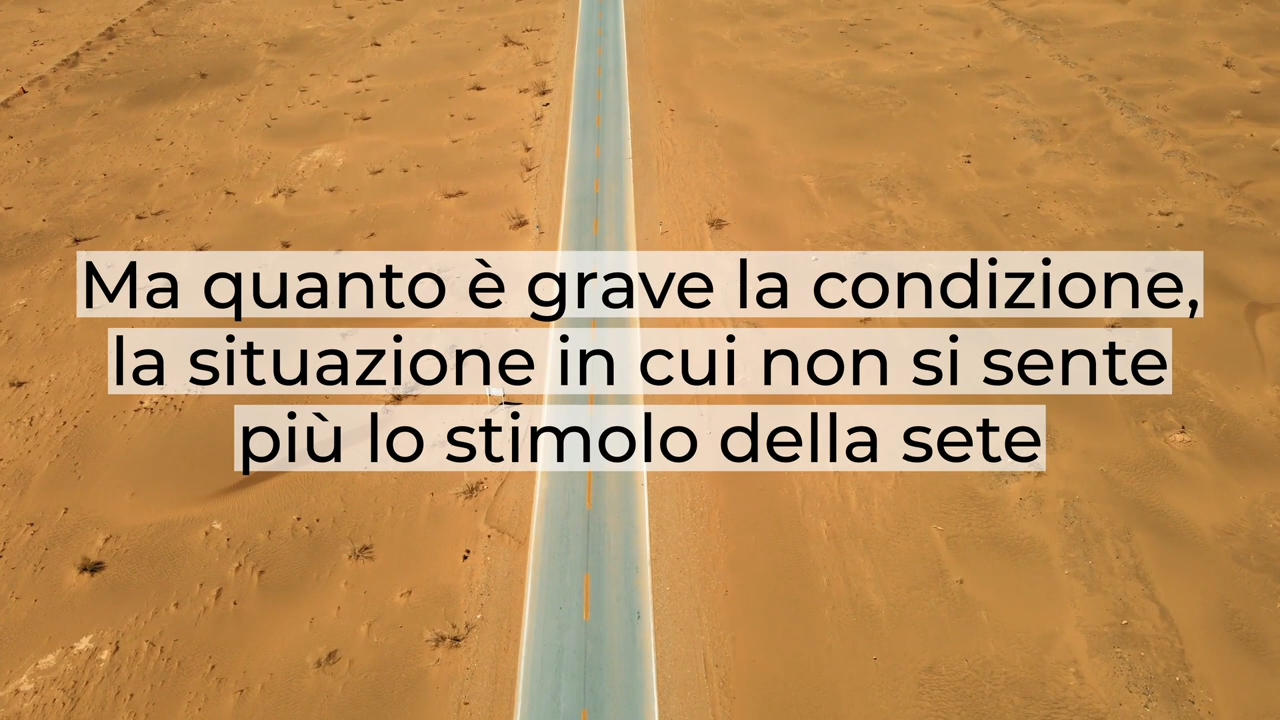 Ma quanto è grave la condizione,
la situazione in cui non si sente
più lo stimolo della sete